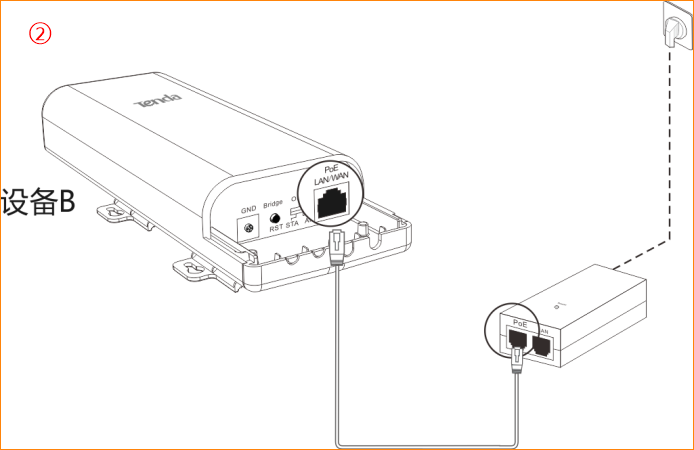 ②
Tenda
PoE
LAN/WAN
设备B
GND
Bridge
RST
STA
PoE